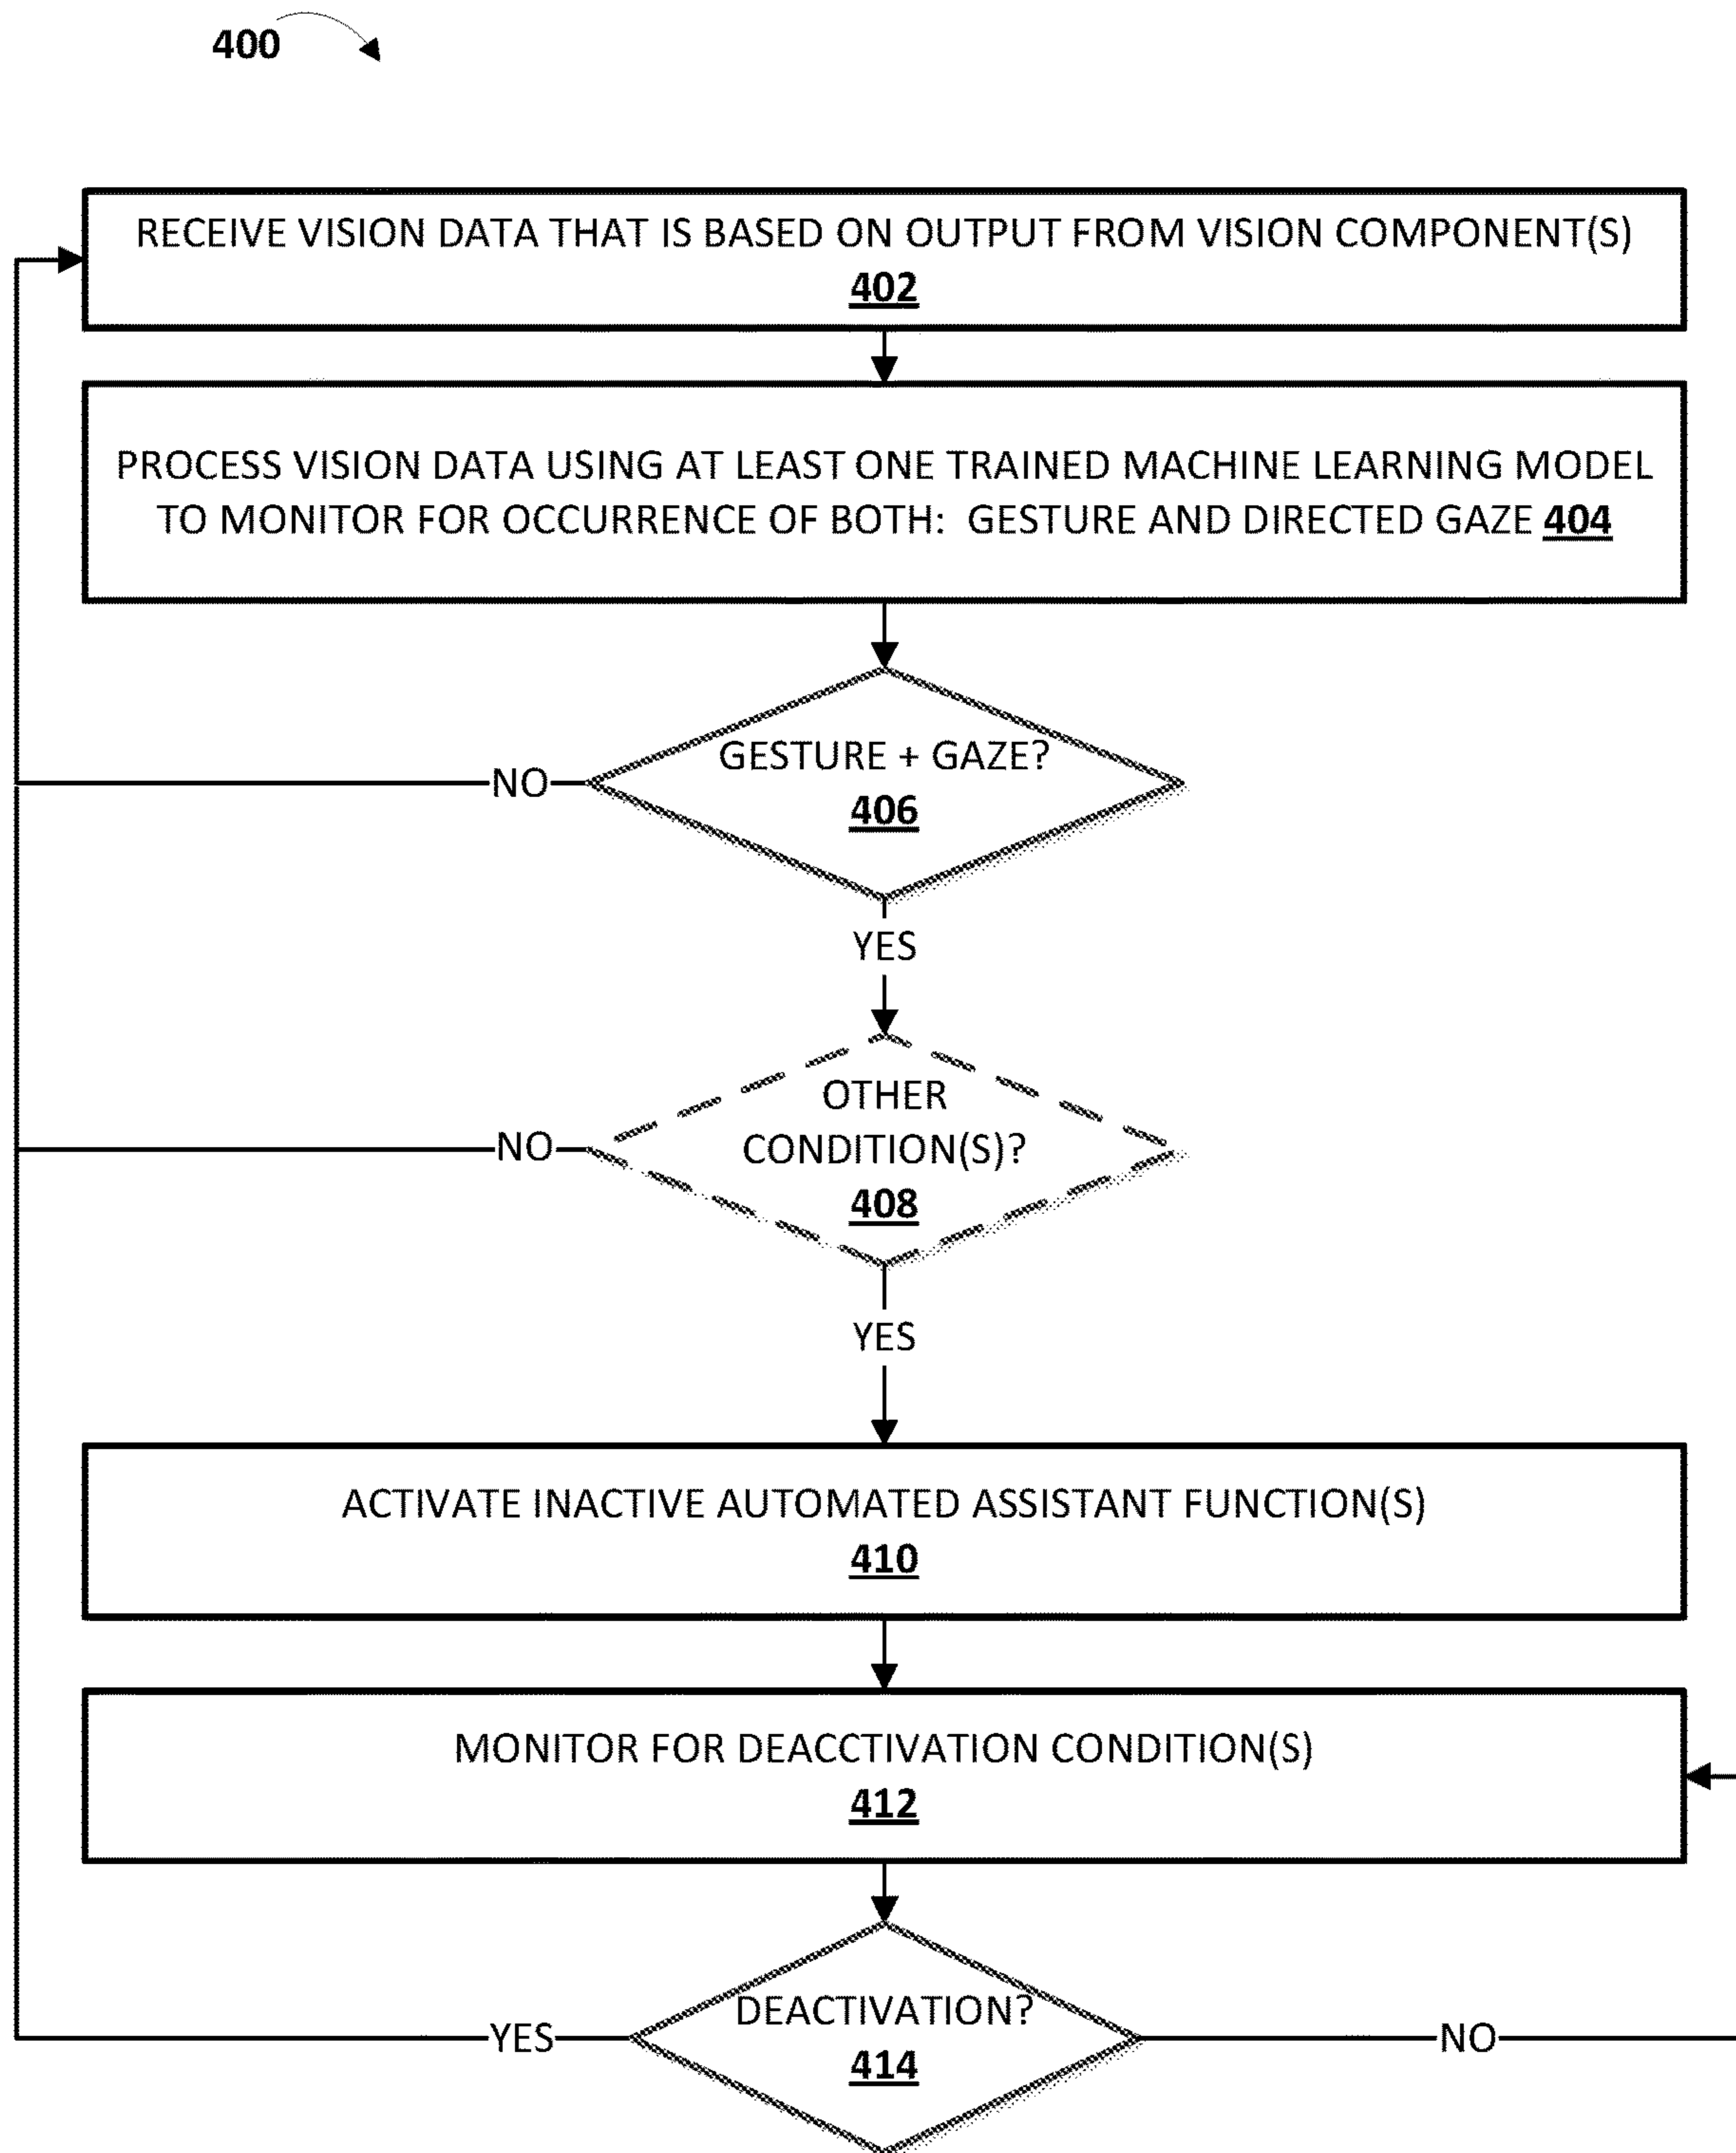 400
RECEIVE VISION DATA THAT IS BASED ON OUTPUT FROM VISION COMPONENT(S)
402
PROCESS VISION DATA USING AT LEAST ONE TRAINED MACHINE LEARNING MODEL
TO MONITOR FOR OCCURRENCE OF BOTH: GESTURE AND DIRECTED GAZE 404
GESTURE + GAZE?
406
NO
YES
OTHER
CONDITION(S)?
408
NO
YES
ACTIVATE INACTIVE AUTOMATED ASSISTANT FUNCTION(S)
410
MONITOR FOR DEACCTIVATION CONDITION(S)
412
DEACTIVATION?
414
YES
NO